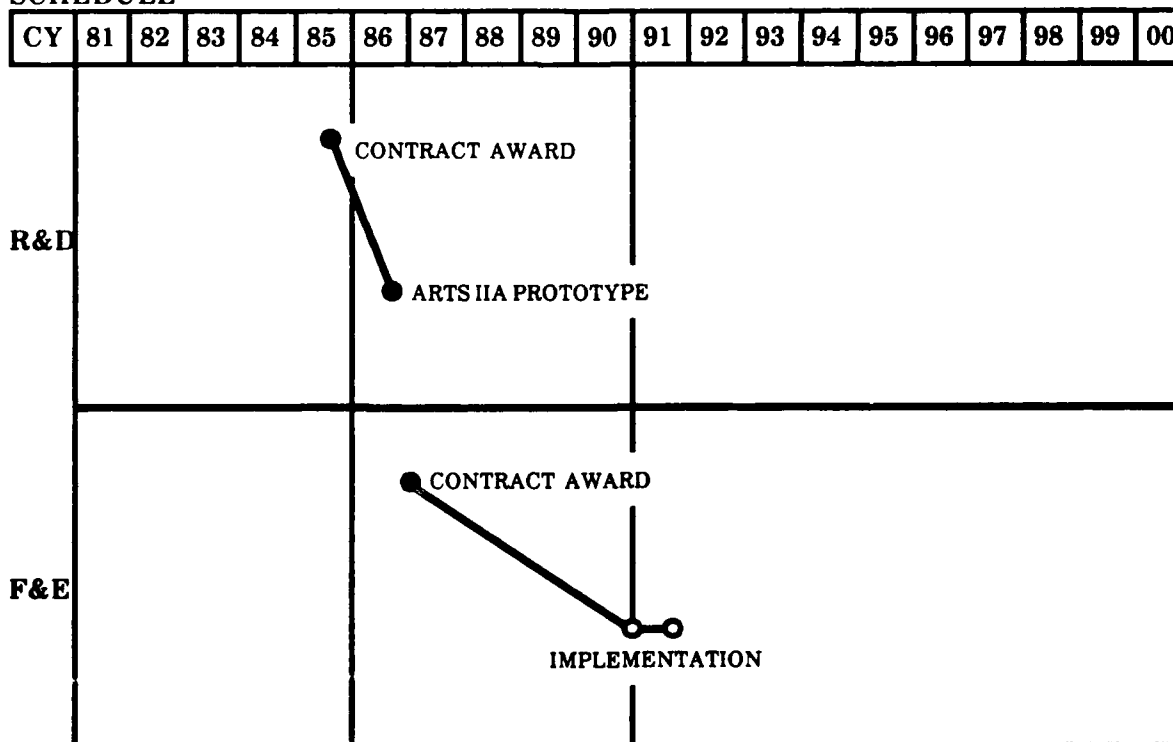 SCHEDULE
CY 81 82 83 84 85 86 87 88 89 90 91 92 93 94 95 96 97 98 99 00
CONTRACT AWARD
R&D
ARTS IIA PROTOTYPE
CONTRACT AWARD
F&E
IMPLEMENTATION